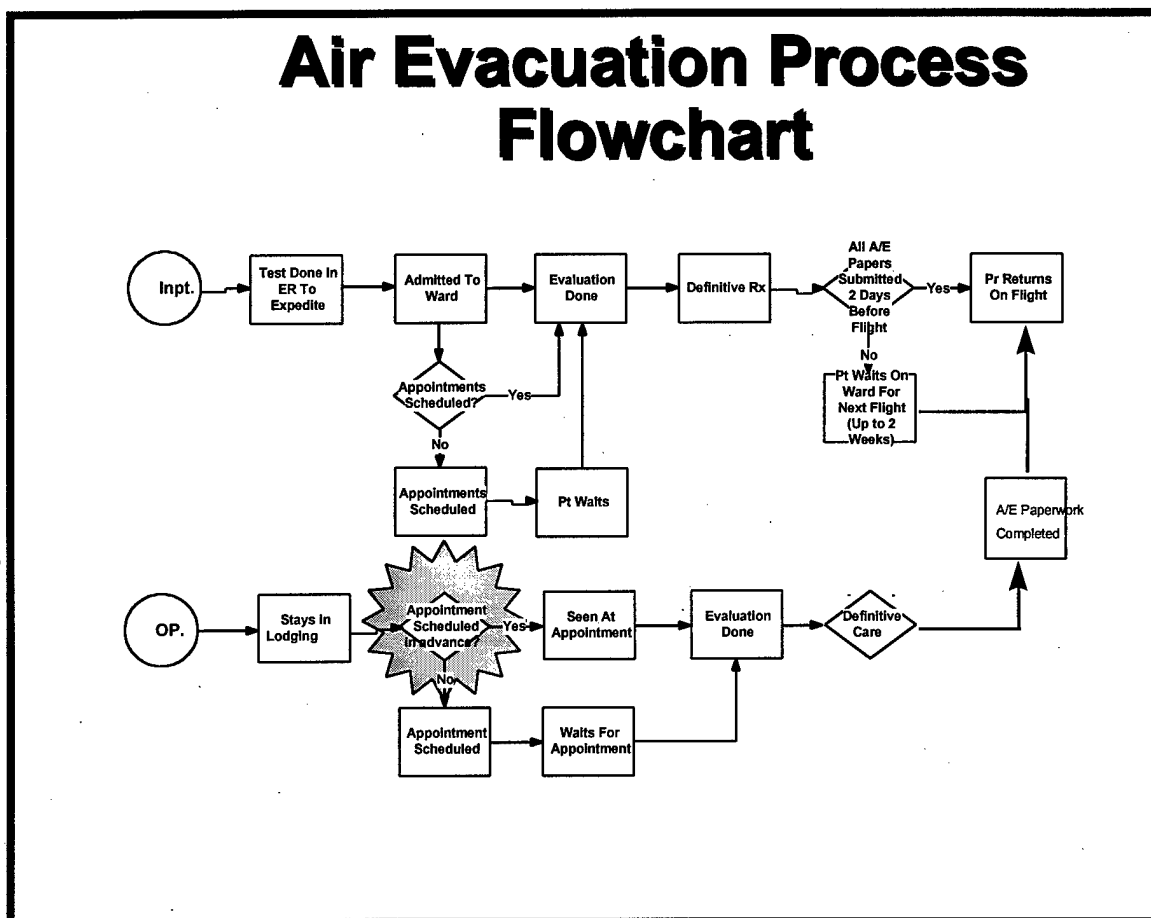 Air Evacuation Process
Flowchart
Inpt.
Test Done In
ER To
Expedite
Admitted To
Ward
Evaluation
Done
Definitive Rx
All A/E
Papers
Submitted
2 Days
Before
Flight
Yes
Pr Returns
On Flight
No
Pt Waits On
Ward For
Next Flight
(Up to 2
Weeks)
Appointments
Scheduled?
Yes
No
Appointments
Scheduled
Pt Waits
A/E Paperwork
Completed
OP.
Stays In
Lodging
Appointment
Scheduled
in advance?
Yes
Seen At
Appointment
Evaluation
Done
Definitive
Care
No
Appointment
Scheduled
Waits For
Appointment